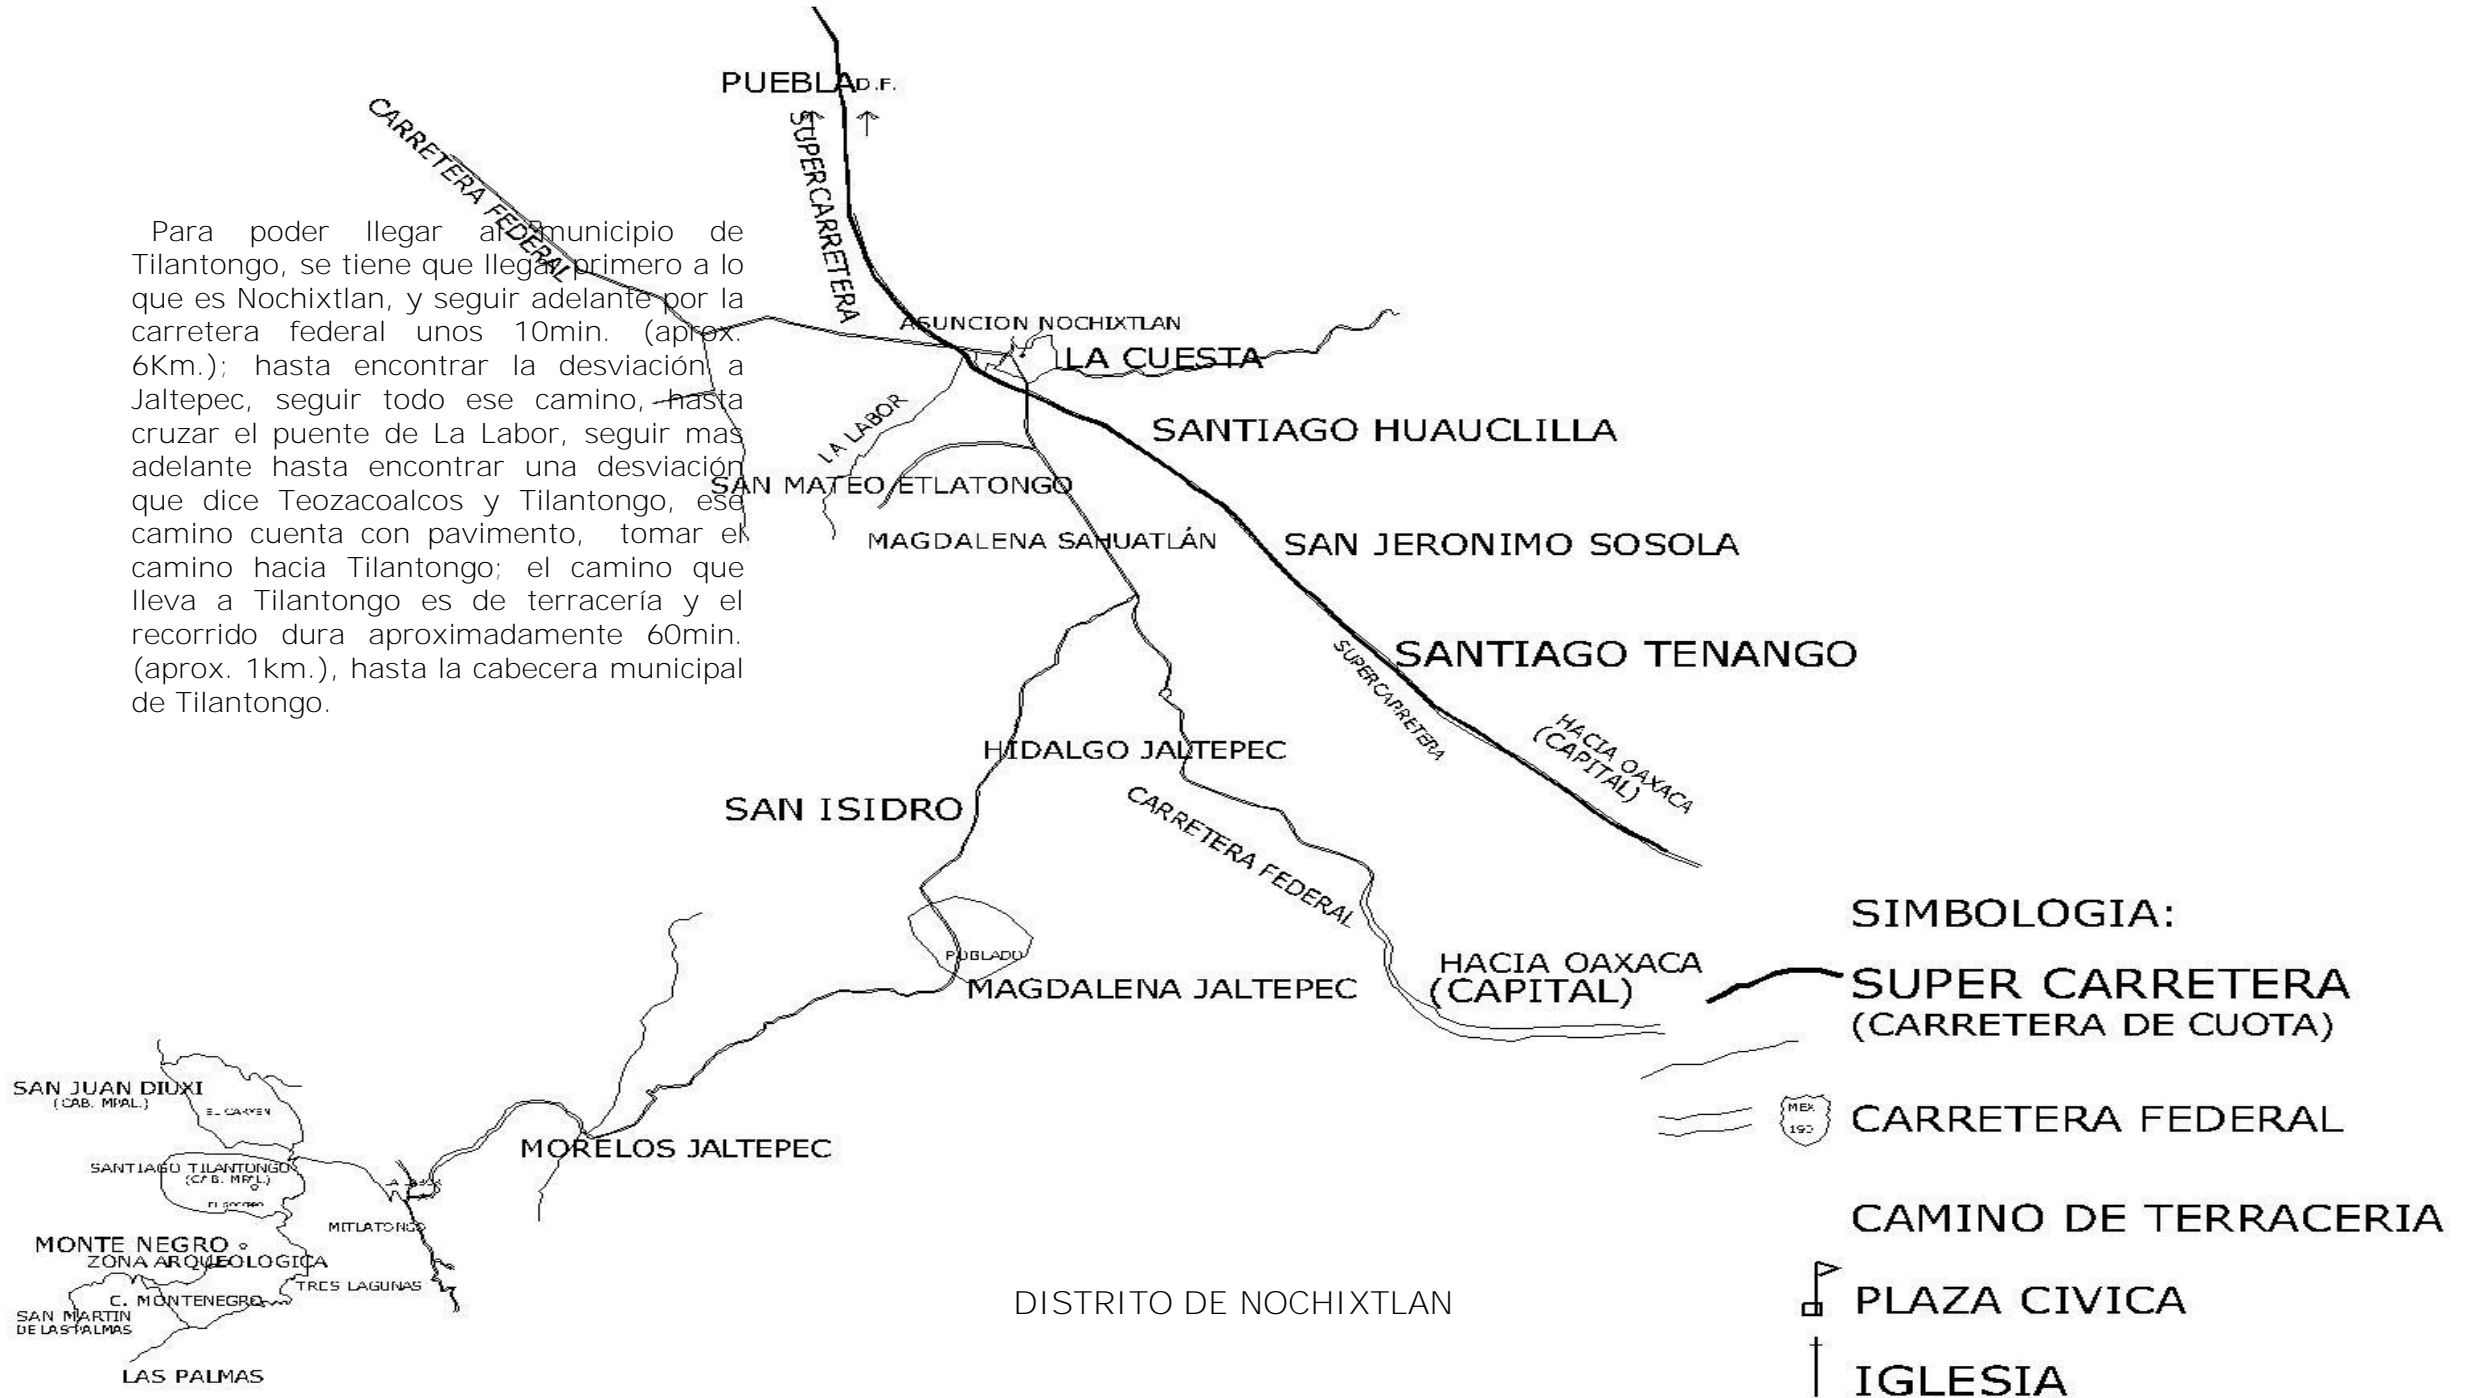 PUEBLA D.F.
CARRETERA FEDERAL
SUPERCARRETERA
Para poder llegar al municipio de
Tilantongo, se tiene que llegar primero a lo
que es Nochixtlan, y seguir adelante por la
carretera federal unos 10min. (aprox.
6Km.); hasta encontrar la desviación a
Jaltepec, seguir todo ese camino, hasta
cruzar el puente de La Labor, seguir mas
adelante hasta encontrar una desviación
que dice Teozacoalcos y Tilantongo, ese
camino cuenta con pavimento, tomar el
camino hacia Tilantongo; el camino que
lleva a Tilantongo es de terracería y el
recorrido dura aproximadamente 60min.
(aprox. 1km.), hasta la cabecera municipal
de Tilantongo.
ASUNCION NOCHIXTLAN
LA CUESTA
LA LABOR
SANTIAGO HUAUCLILLA
SAN MATEO ETLATONGO
MAGDALENA SAHUATLÁN
SAN JERONIMO SOSOLA
SANTIAGO TENANGO
SUPERCARRETERA
HACIA OAXACA
(CAPITAL)
HIDALGO JALTEPEC
SAN ISIDRO
CARRETERA FEDERAL
POBLADO
MAGDALENA JALTEPEC
HACIA OAXACA
(CAPITAL)
SAN JUAN DIUXI
(CAB. MPAL.)
EL CARMEN
MORELOS JALTEPEC
SANTIAGO TILANTONGO
(CAB. MPAL.)
MITLATONGO
MONTE NEGRO
ZONA ARQUEOLOGICA
TRES LAGUNAS
C. MONTENEGRO
SAN MARTIN
DE LAS PALMAS
LAS PALMAS
DISTRITO DE NOCHIXTLAN
SIMBOLOGIA:
SUPER CARRETERA
(CARRETERA DE CUOTA)
MEX
190
CARRETERA FEDERAL
CAMINO DE TERRACERIA
PLAZA CIVICA
IGLESIA